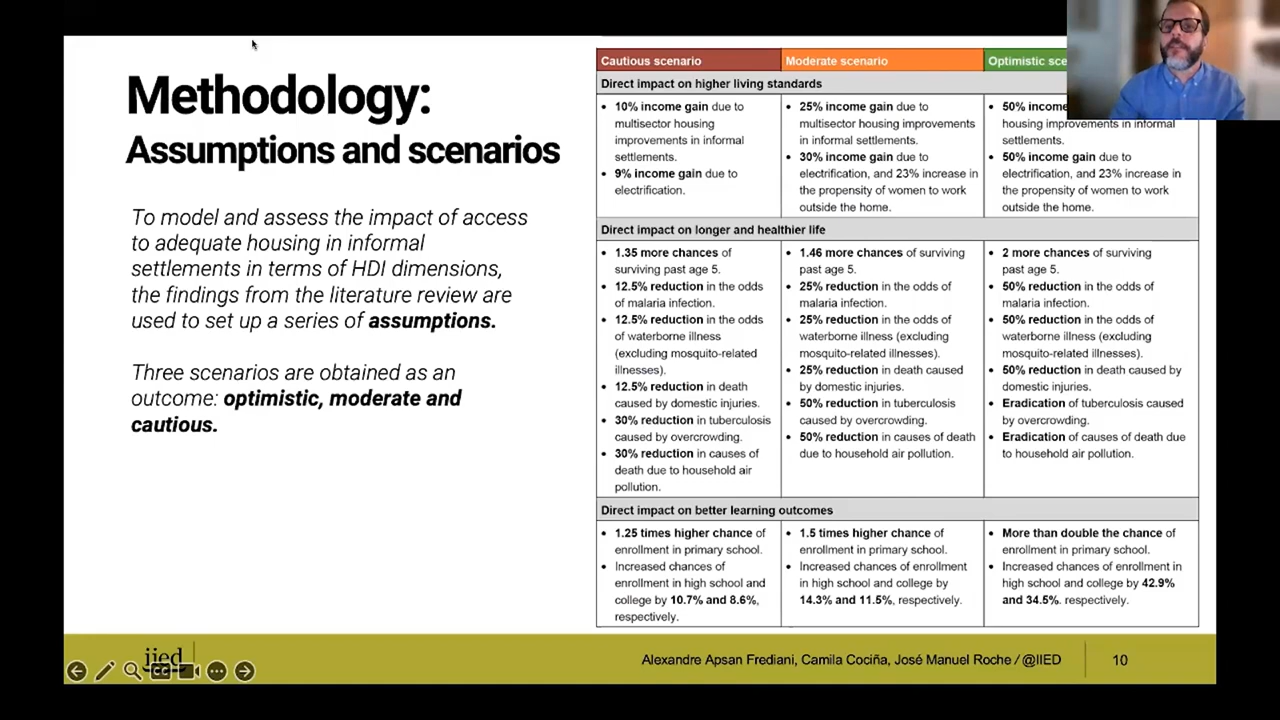 Methodology:
Assumptions and scenarios
To model and assess the impact of access
to adequate housing in informal
settlements in terms of HDI dimensions,
the findings from the literature review are
used to set up a series of assumptions.
Three scenarios are obtained as an
outcome: optimistic, moderate and
cautious.
Cautious scenario
Moderate scenario
Optimistic
Direct impact on higher living standards
• 10% income gain due to
multisector housing
improvements in informal
settlements.
• 9% income gain due to
electrification.
• 25% income gain due to
multisector housing improvements
in informal settlements.
• 30% income gain due to
electrification, and 23% increase in
the propensity of women to work
outside the home.
• 50%
housing improvements in informal
settlements.
• 50% income gain due to
electrification, and 23% increase in
the propensity of women to work
outside the home.
Direct impact on longer and healthier life
• 1.35 more chances of
surviving past age 5.
• 12.5% reduction in the odds
of malaria infection.
• 12.5% reduction in the odds
of waterborne illness
(excluding mosquito-related
illnesses).
• 12.5% reduction in death
caused by domestic injuries.
• 30% reduction in tuberculosis
caused by overcrowding.
• 30% reduction in causes of
death due to household air
pollution.
• 1.46 more chances of surviving
past age 5.
• 25% reduction in the odds of
malaria infection.
• 25% reduction in the odds of
waterborne illness (excluding
mosquito-related illnesses).
• 25% reduction in death caused
by domestic injuries.
• 50% reduction in tuberculosis
caused by overcrowding.
• 50% reduction in causes of death
due to household air pollution.
• 2 more chances of surviving
past age 5.
• 50% reduction in the odds of
malaria infection.
• 50% reduction in the odds of
waterborne illness (excluding
mosquito-related illnesses).
• 50% reduction in death caused by
domestic injuries.
• Eradication of tuberculosis caused
by overcrowding.
• Eradication of causes of death due
to household air pollution.
Direct impact on better learning outcomes
• 1.25 times higher chance of
enrollment in primary school.
• Increased chances of
enrollment in high school and
college by 10.7% and 8.6%,
respectively.
• 1.5 times higher chance of
enrollment in primary school.
• Increased chances of enrollment
in high school and college by
14.3% and 11.5%, respectively.
• More than double the chance of
enrollment in primary school.
• Increased chances of enrollment in
high school and college by 42.9%
and 34.5%. respectively.
iied
CC
Alexandre Apsan Frediani, Camila Cociña, José Manuel Roche / @IIED
10